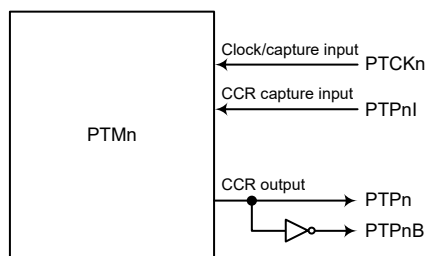 Clock/capture input
PTCKn
CCR capture input
PTPnI
PTMn
CCR output
PTPn
PTPnB